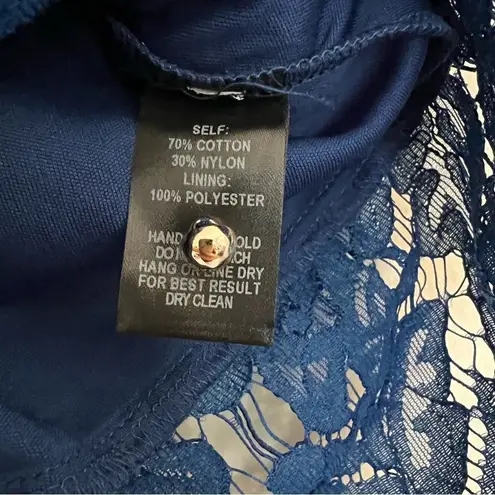 SELF:
70% COTTON
30% NYLON
LINING:
100% POLYESTER
HAND OLD
DO
HANG OR LINE DRY
FOR BEST RESULT
DRY CLEAN